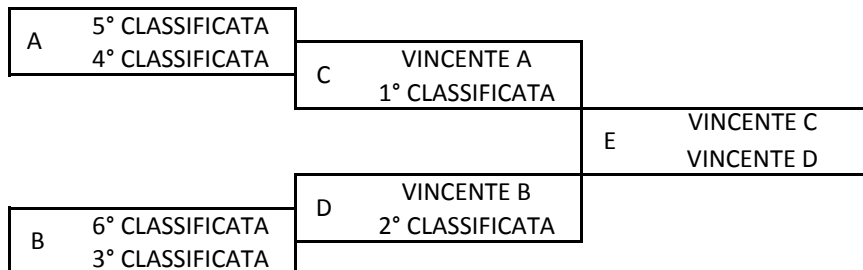 A
5° CLASSIFICATA
4° CLASSIFICATA
C
VINCENTE A
1° CLASSIFICATA
E
VINCENTE C
VINCENTE D
D
VINCENTE B
2° CLASSIFICATA
B
6° CLASSIFICATA
3° CLASSIFICATA